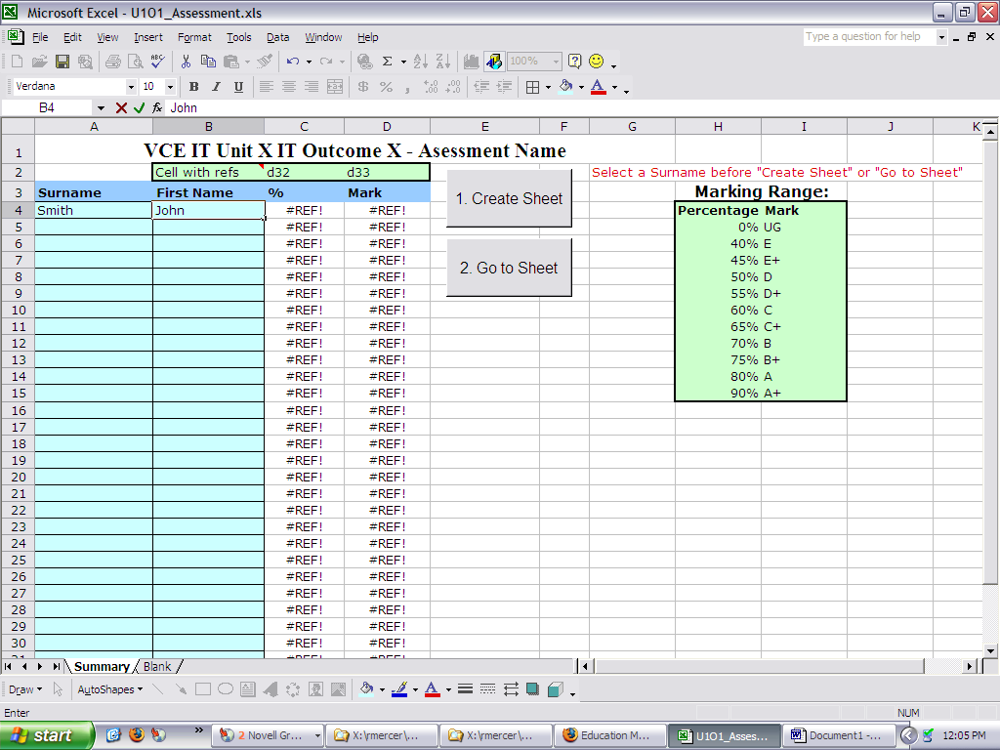 Microsoft Excel - U1O1_Assessment.xls
File Edit View Insert Format Tools Data Window Help Type a question for help
ABC Σ A Z Z A 100% ?
Verdana 10 B I U $ % , A
B4 fx John
A B C D E F G H I J K
1 VCE IT Unit X IT Outcome X - Asessment Name
2 Cell with refs d32 d33 Select a Surname before "Create Sheet" or "Go to Sheet"
3 Surname First Name % Mark 1. Create Sheet Marking Range:
4 Smith John #REF! #REF! Percentage Mark
5 #REF! #REF! 0% UG
6 #REF! #REF! 40% E
7 #REF! #REF! 45% E+
8 #REF! #REF! 2. Go to Sheet 50% D
9 #REF! #REF! 55% D+
10 #REF! #REF! 60% C
11 #REF! #REF! 65% C+
12 #REF! #REF! 70% B
13 #REF! #REF! 75% B+
14 #REF! #REF! 80% A
15 #REF! #REF! 90% A+
16 #REF! #REF!
17 #REF! #REF!
18 #REF! #REF!
19 #REF! #REF!
20 #REF! #REF!
21 #REF! #REF!
22 #REF! #REF!
23 #REF! #REF!
24 #REF! #REF!
25 #REF! #REF!
26 #REF! #REF!
27 #REF! #REF!
28 #REF! #REF!
29 #REF! #REF!
30 #REF! #REF!
Summary Blank
Draw AutoShapes A
Enter NUM
start 2 Novell Gr... X:\rmercer\... X:\rmercer\... Education M... U1O1_Asses... Document1 -... 12:05 PM